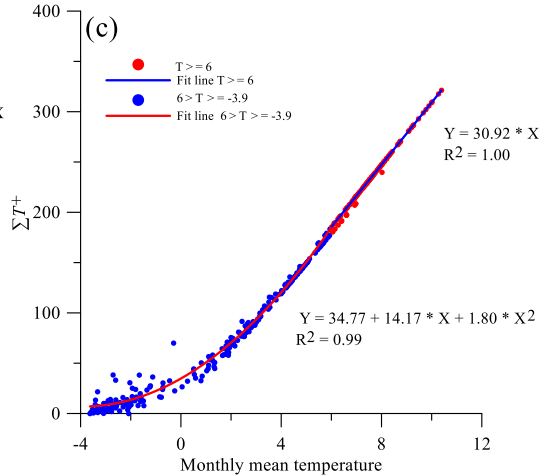 400
(c)
T > = 6
Fit line T > = 6
6 > T > = -3.9
Fit line 6 > T > = -3.9
300
X
Y = 30.92 * X
R2 = 1.00
ΣT+
200
100
Y = 34.77 + 14.17 * X + 1.80 * X2
R2 = 0.99
0
-4 0 4 8 12
Monthly mean temperature